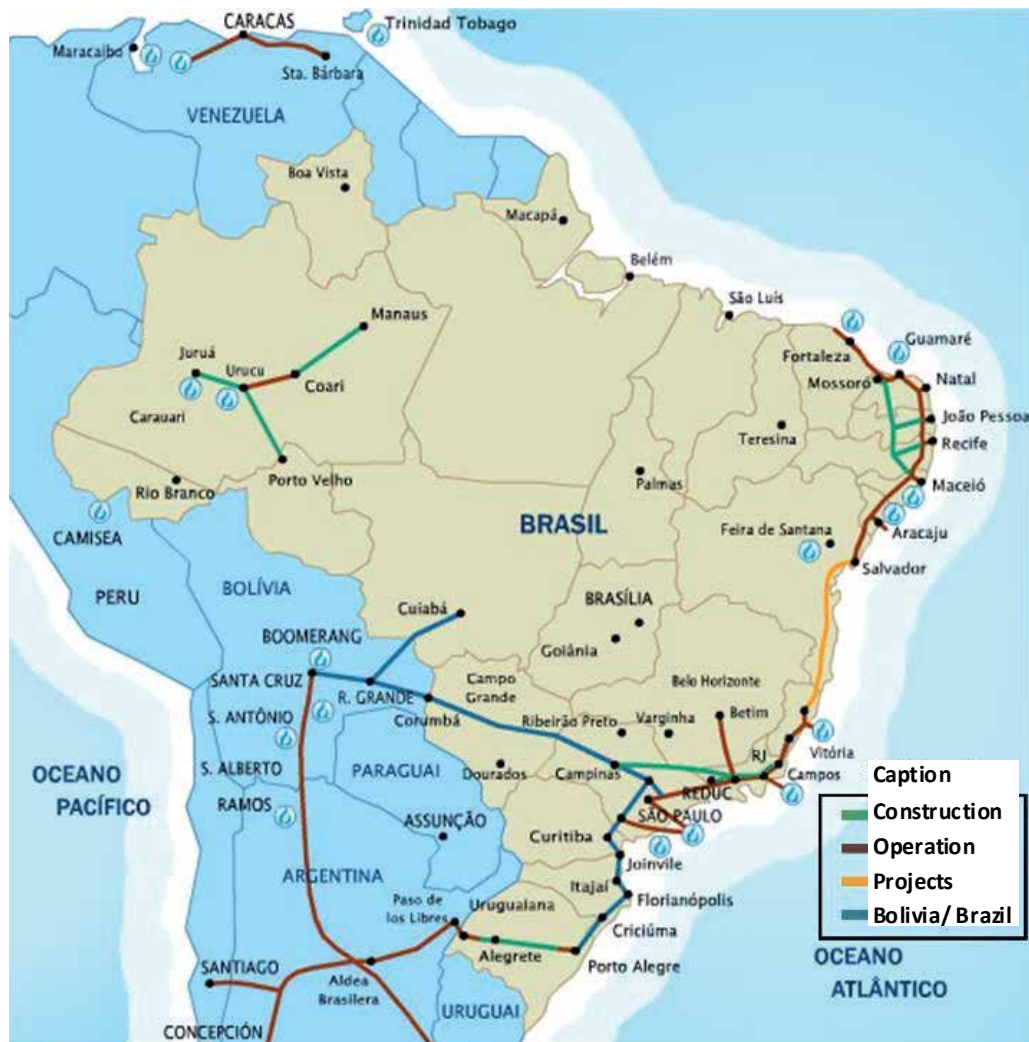 CARACAS
Trinidad Tobago
Maracaibo
Sta. Bárbara
VENEZUELA
Boa Vista
Macapá
Belém
São Luís
Manaus
Fortaleza
Guamaré
Juruá
Urucu
Coari
Mossoró
Natal
Carauari
João Pessoa
Teresina
Recife
Rio Branco
Porto Velho
Palmas
Maceió
CAMISEA
BRASIL
Feira de Santana
Aracaju
PERU
BOLÍVIA
Salvador
Cuiabá
BRASÍLIA
BOOMERANG
Goiânia
SANTA CRUZ
R. GRANDE
Campo
Grande
Belo Horizonte
Corumbá
S. ANTÔNIO
Ribeirão Preto
Varginha
Betim
RJ
Vitória
OCEANO
PACÍFICO
S. ALBERTO
PARAGUAI
Dourados
Campinas
REDUC
Campos
RAMOS
ASSUNÇÃO
SÃO PAULO
Curitiba
Joinvile
ARGENTINA
Itajaí
Florianópolis
Paso de
los Libres
Uruguaiana
Criciúma
Alegrete
Porto Alegre
SANTIAGO
Aldea
Brasilera
URUGUAI
CONCEPCIÓN
Caption
Construction
Operation
Projects
Bolivia/ Brazil
OCEANO
ATLÂNTICO